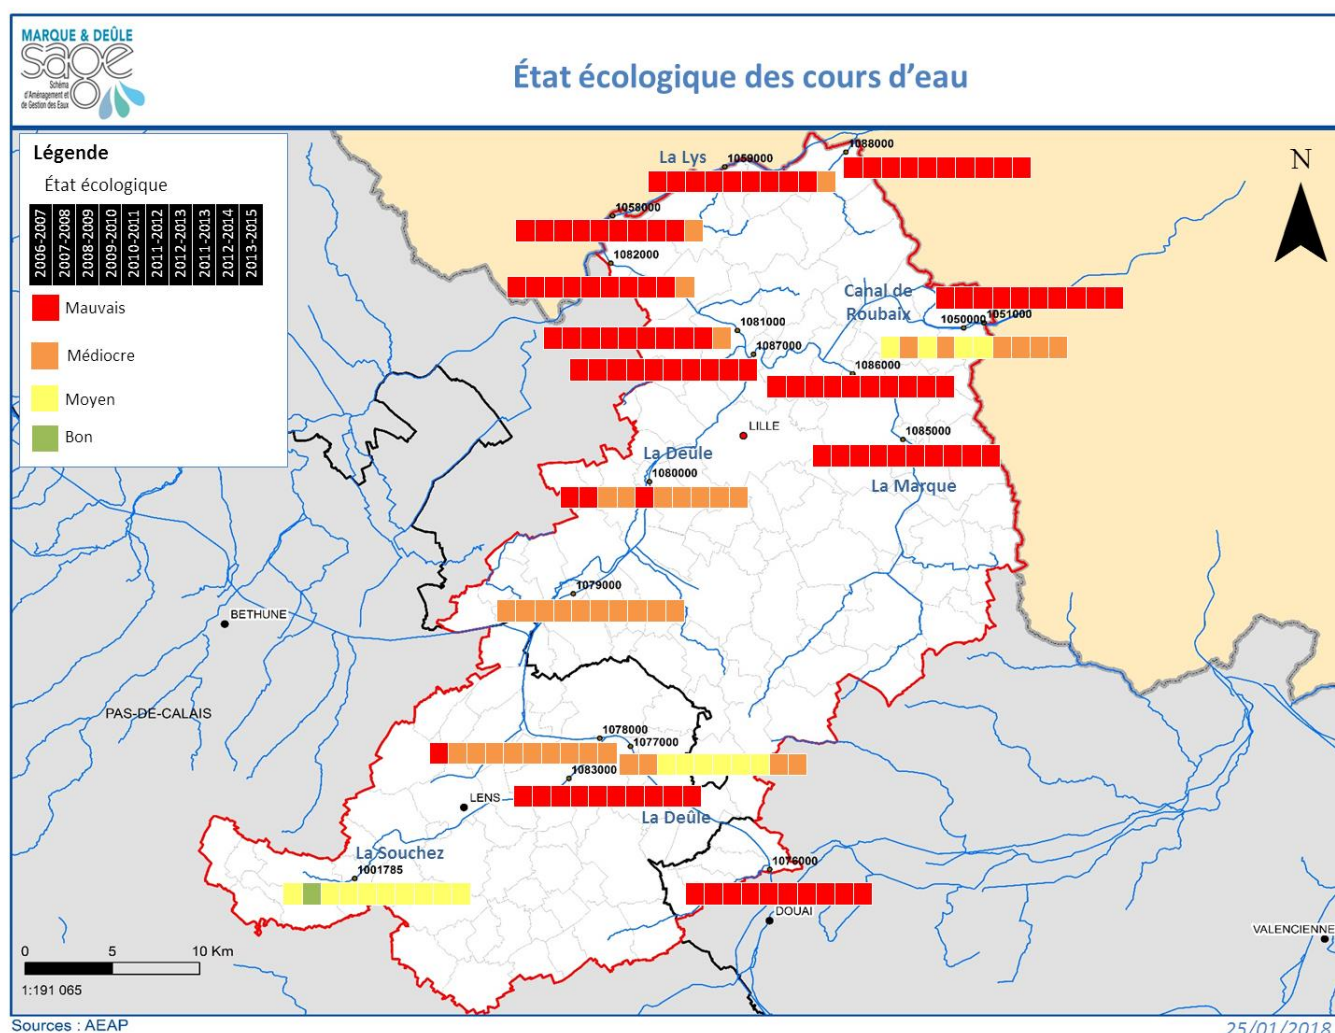 MARQUE & DEÛLE
sage
Schéma
d'Aménagement et
de Gestion des Eaux
État écologique des cours d'eau
Légende
État écologique
2006-2007
2007-2008
2008-2009
2009-2010
2010-2011
2011-2012
2012-2013
2011-2013
2012-2014
2013-2015
Mauvais
Médiocre
Moyen
Bon
N
1088000
La Lys
1059000
1058000
1082000
Canal de
Roubaix
1050000
1051000
1081000
1087000
1086000
LILLE
1085000
La Deûle
1080000
La Marque
1079000
BETHUNE
PAS-DE-CALAIS
1078000
1077000
1083000
LENS
La Deûle
La Souchez
1001785
1076000
DOUAI
VALENCIENNE
0 5 10 Km
1:191 065
Sources : AEAP
25/01/2018